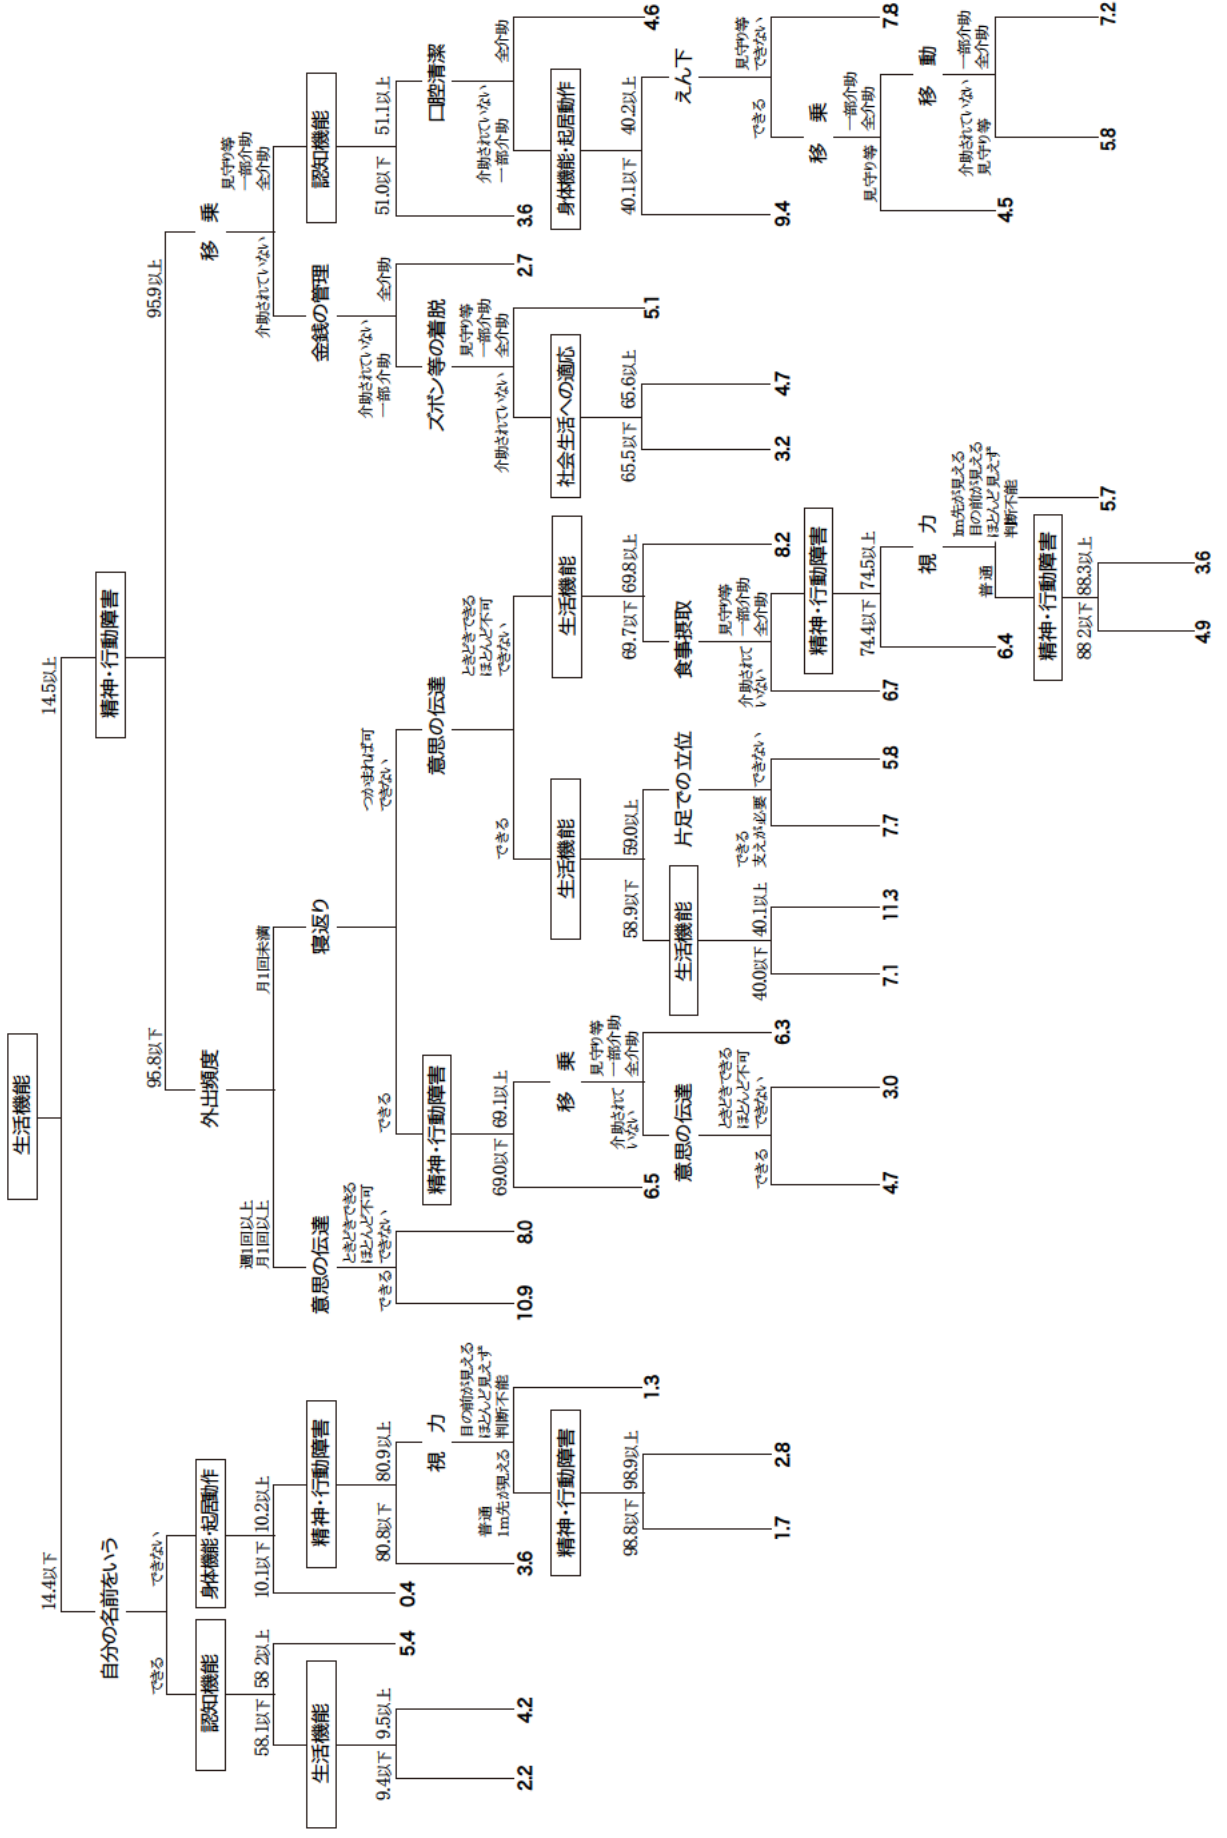 生活機能
14.4以下
14.5以上
自分の名前をいう
精神・行動障害
できる
できない
95.8以下
95.9以上
認知機能
身体機能・起居動作
外出頻度
移乗
58.1以下
58 2以上
10.1以下
10.2以上
週1回以上
月1回以上
月1回未満
介助されていない
見守り等
一部介助
全介助
生活機能
精神・行動障害
意思の伝達
寝返り
金銭の管理
認知機能
9.4以下
9.5以上
5.4
0.4
80.8以下
80.9以上
できる
ときどきできる
ほとんど不可
できない
できる
つかまれば可
できない
介助されていない
一部介助
全介助
51.0以下
51.1以上
視力
精神・行動障害
意思の伝達
ズボン等の着脱
口腔清潔
2.2
4.2
3.6
普通
1m先が見える
目の前が見える
ほとんど見えず
判断不能
10.9
8.0
69.0以下
69.1以上
できる
ときどきできる
ほとんど不可
できない
介助されていない
見守り等
一部介助
全介助
2.7
3.6
介助されていない
一部介助
全介助
精神・行動障害
移乗
生活機能
生活機能
社会生活への適応
身体機能・起居動作
98.8以下
98.9以上
1.3
6.5
介助されて
いない
見守り等
一部介助
全介助
58.9以下
59.0以上
69.7以下
69.8以上
65.5以下
65.6以上
5.1
40.1以下
40.2以上
4.6
意思の伝達
生活機能
片足での立位
食事摂取
えん下
1.7
2.8
できる
ときどきできる
ほとんど不可
できない
6.3
40.0以下
40.1以上
できる
支えが必要
できない
介助されて
いない
見守り等
一部介助
全介助
8.2
3.2
4.7
9.4
できる
見守り等
できない
精神・行動障害
移乗
4.7
3.0
7.1
11.3
7.7
5.8
6.7
74.4以下
74.5以上
見守り等
一部介助
全介助
7.8
視力
移動
6.4
普通
1m先が見える
目の前が見える
ほとんど見えず
判断不能
4.5
介助されていない
見守り等
一部介助
全介助
精神・行動障害
88 2以下
88.3以上
5.7
5.8
7.2
4.9
3.6